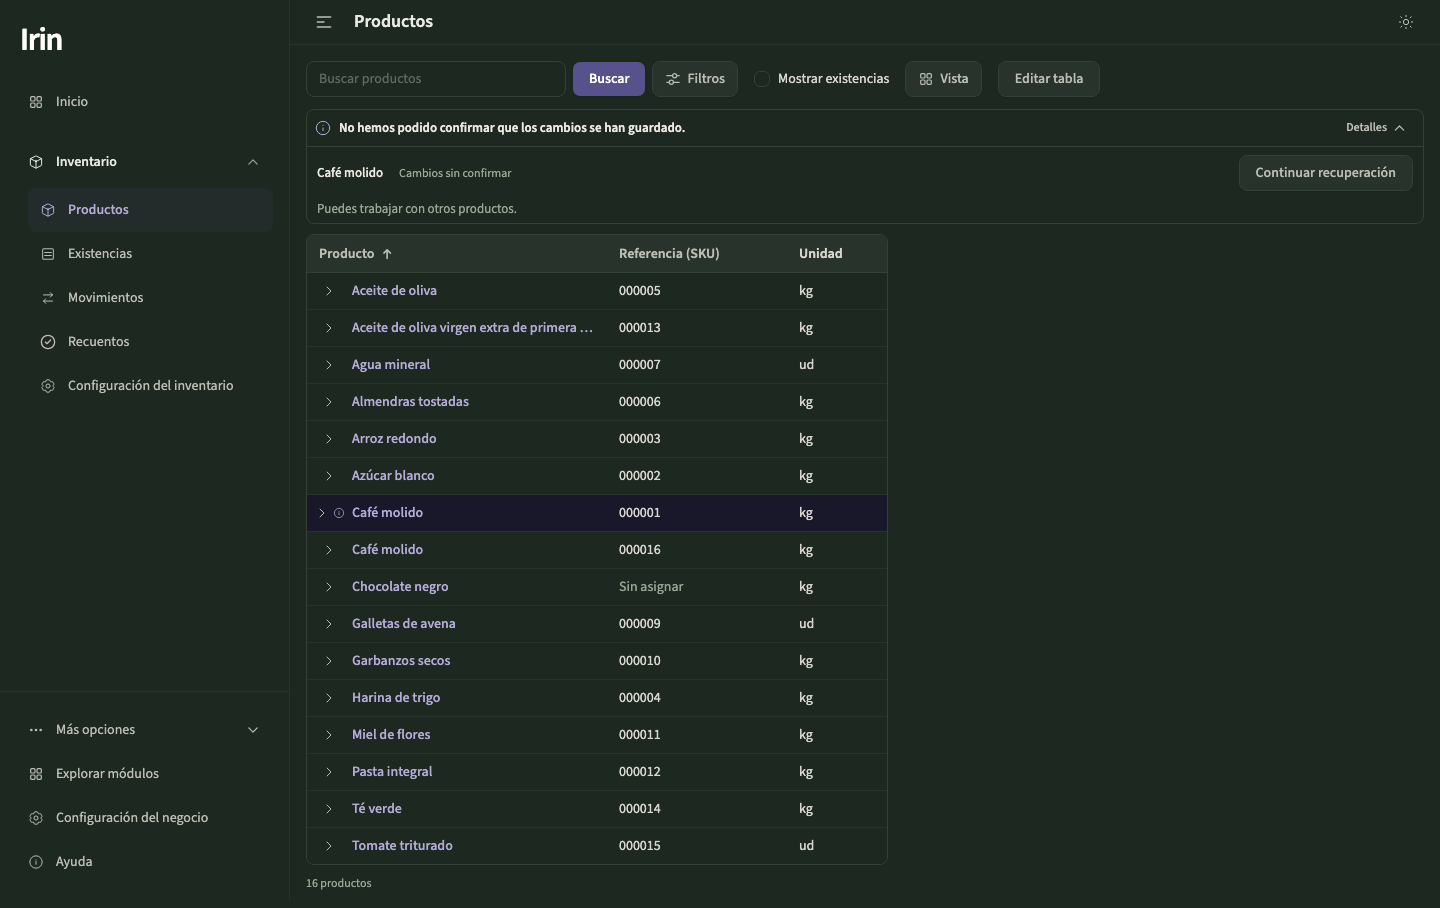 Irin
Productos
Inicio
Inventario
Productos
Existencias
Movimientos
Recuentos
Configuración del inventario
Más opciones
Explorar módulos
Configuración del negocio
Ayuda
Buscar productos Buscar Filtros Mostrar existencias Vista Editar tabla
No hemos podido confirmar que los cambios se han guardado. Detalles
Café molido Cambios sin confirmar Continuar recuperación
Puedes trabajar con otros productos.
Producto Referencia (SKU) Unidad
Aceite de oliva 000005 kg
Aceite de oliva virgen extra de primera … 000013 kg
Agua mineral 000007 ud
Almendras tostadas 000006 kg
Arroz redondo 000003 kg
Azúcar blanco 000002 kg
Café molido 000001 kg
Café molido 000016 kg
Chocolate negro Sin asignar kg
Galletas de avena 000009 ud
Garbanzos secos 000010 kg
Harina de trigo 000004 kg
Miel de flores 000011 kg
Pasta integral 000012 kg
Té verde 000014 kg
Tomate triturado 000015 ud
16 productos